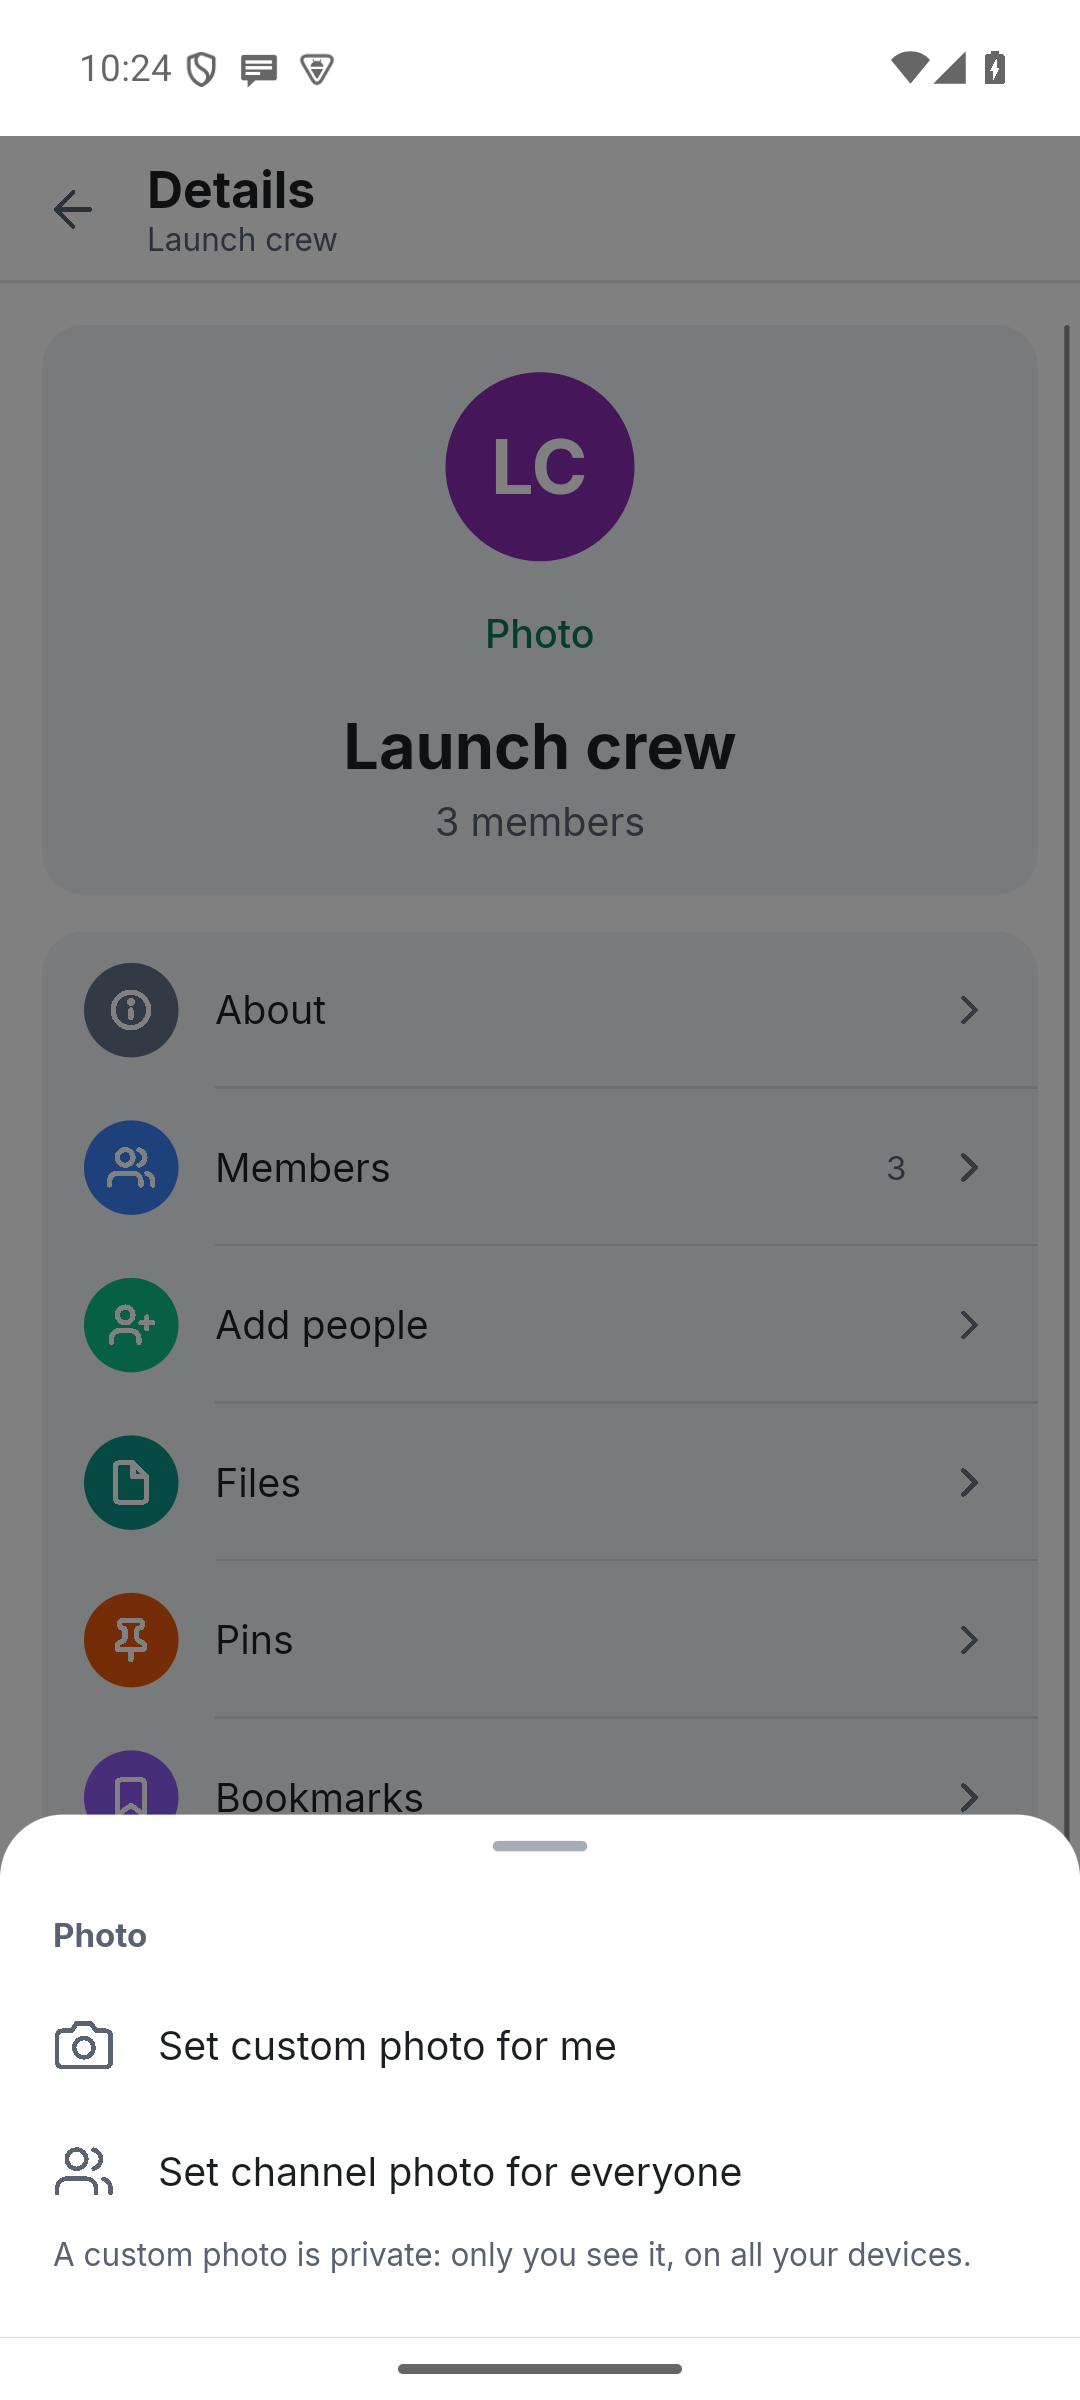 10:24
Details
Launch crew
LC
Photo
Launch crew
3 members
About
Members 3
Add people
Files
Pins
Bookmarks
Photo
Set custom photo for me
Set channel photo for everyone
A custom photo is private: only you see it, on all your devices.